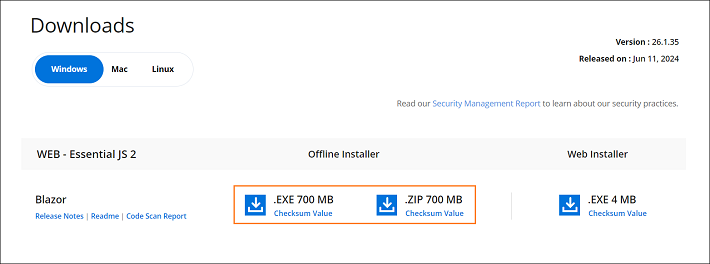 Downloads
Version : 26.1.35
Released on : Jun 11, 2024
Windows Mac Linux
Read our Security Management Report to learn about our security practices.
WEB - Essential JS 2 Offline Installer Web Installer
Blazor .EXE 700 MB .ZIP 700 MB .EXE 4 MB
Release Notes | Readme | Code Scan Report Checksum Value Checksum Value Checksum Value